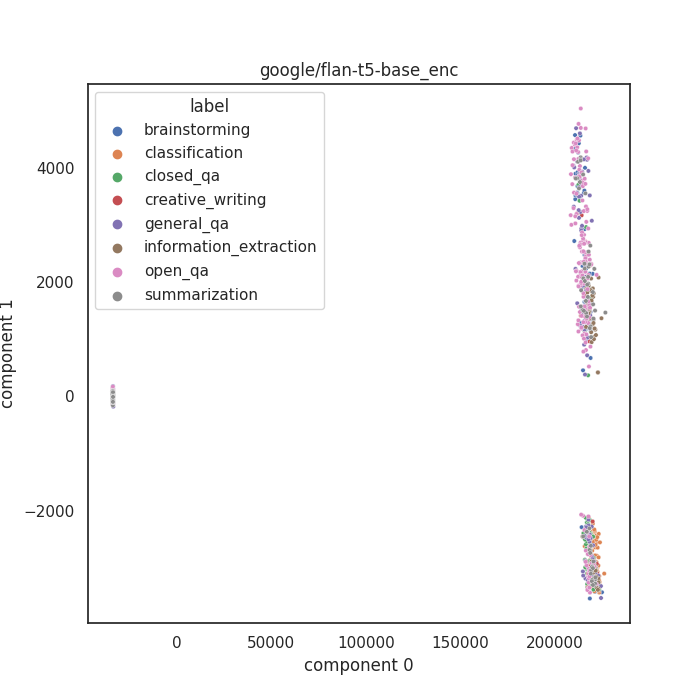 google/flan-t5-base_enc
label
brainstorming
classification
closed_qa
creative_writing
general_qa
information_extraction
open_qa
summarization
4000
2000
0
−2000
component 1
0
50000
100000
150000
200000
component 0